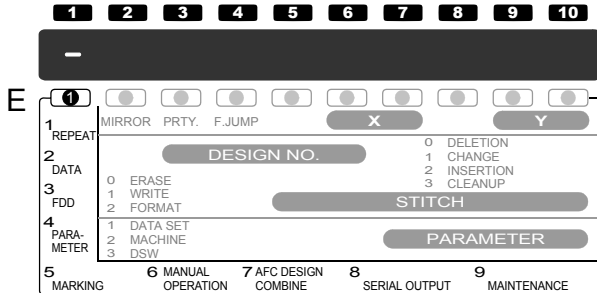 1 2 3 4 5 6 7 8 9 10
–
E
1
1 REPEAT MIRROR PRTY. F.JUMP X Y
2 DATA DESIGN NO. 0 DELETION
1 CHANGE
2 INSERTION
3 CLEANUP
3 FDD 0 ERASE
1 WRITE
2 FORMAT
STITCH
4 PARA-
METER
1 DATA SET
2 MACHINE
3 DSW
PARAMETER
5 MARKING
6 MANUAL
OPERATION
7 AFC DESIGN
COMBINE
8 SERIAL OUTPUT
9 MAINTENANCE